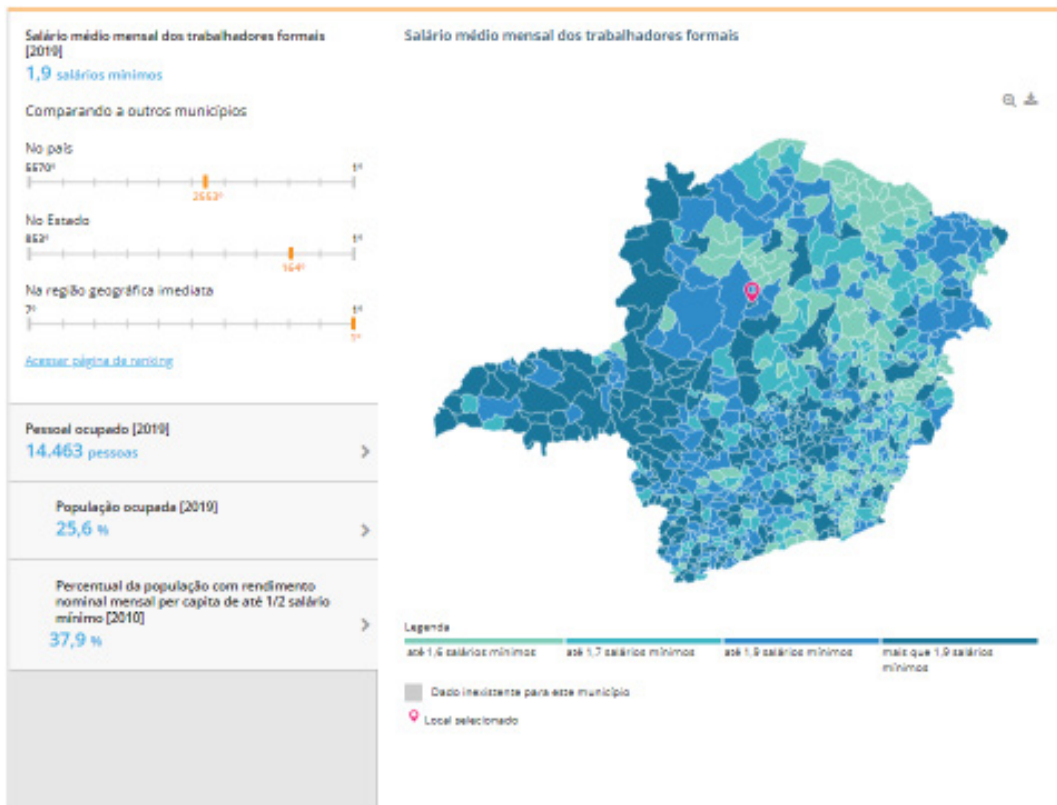 Salário médio mensal dos trabalhadores formais
[2019]
1,9 salários mínimos
Comparando a outros municípios
No país
5570º
1º
2553º
No Estado
853º
1º
164º
Na região geográfica imediata
7º
1º
1º
Acessar página de ranking
Pessoal ocupado [2019]
14.463 pessoas
População ocupada [2019]
25,6 %
Percentual da população com rendimento
nominal mensal per capita de até 1/2 salário
mínimo [2010]
37,9 %
Salário médio mensal dos trabalhadores formais
Legenda
até 1,6 salários mínimos
até 1,7 salários mínimos
até 1,9 salários mínimos
mais que 1,9 salários
mínimos
Dado inexistente para este município
Local selecionado